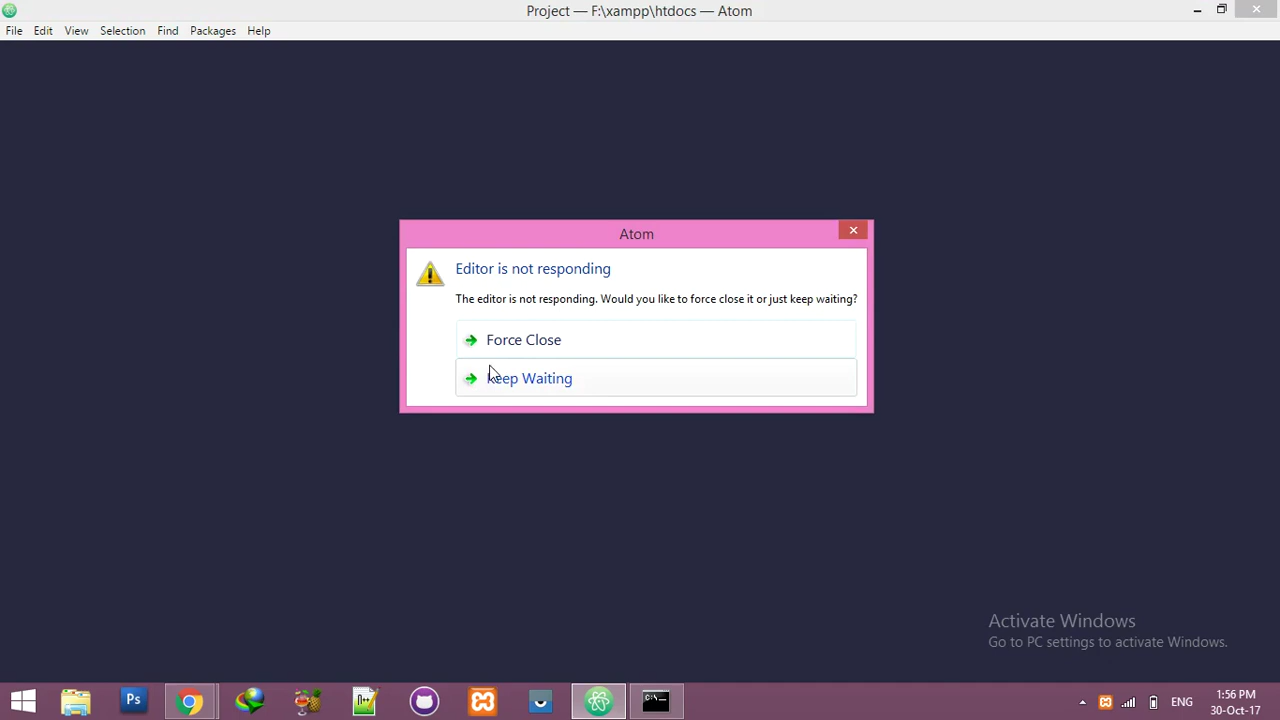 Project — F:\xampp\htdocs — Atom
File Edit View Selection Find Packages Help
Atom
Editor is not responding
The editor is not responding. Would you like to force close it or just keep waiting?
Force Close
Keep Waiting
Activate Windows
Go to PC settings to activate Windows.
Ps
N++
C:\_
ENG
1:56 PM
30-Oct-17